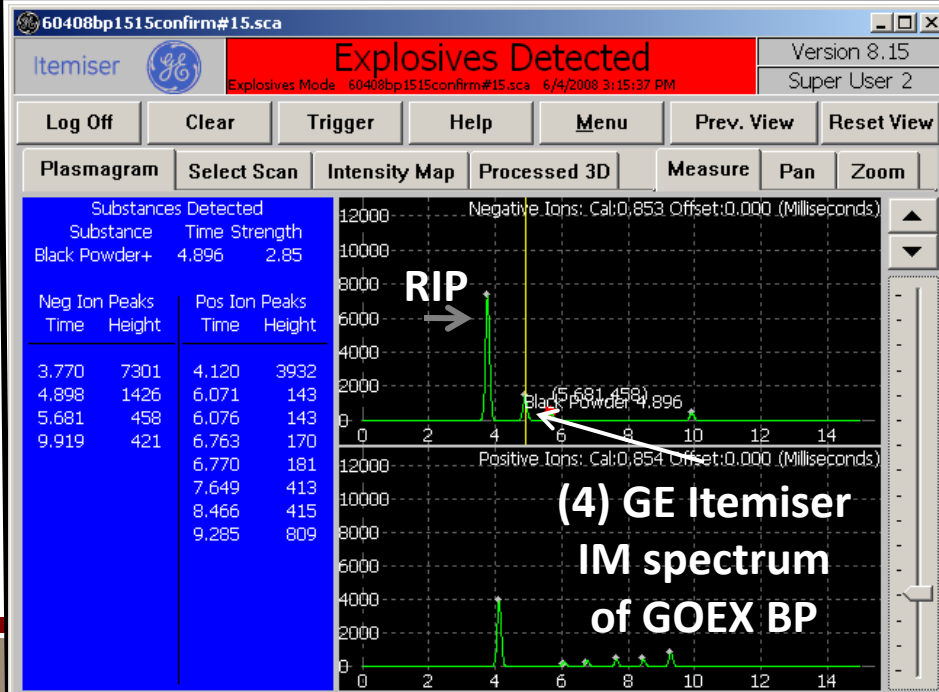 60408bp1515confirm#15.sca
Itemiser
GE
Explosives Detected
Explosives Mode 60408bp1515confirm#15.sca 6/4/2008 3:15:37 PM
Version 8.15
Super User 2
Log Off Clear Trigger Help Menu Prev. View Reset View
Plasmagram Select Scan Intensity Map Processed 3D Measure Pan Zoom
Substances Detected
Substance Time Strength
Black Powder+ 4.896 2.85
Neg Ion Peaks Pos Ion Peaks
Time Height Time Height
3.770 7301 4.120 3932
4.898 1426 6.071 143
5.681 458 6.076 143
9.919 421 6.763 170
6.770 181
7.649 413
8.466 415
9.285 809
Negative Ions: Cal:0.853 Offset:0.000 (Milliseconds)
12000
10000
8000
6000
4000
2000
0
RIP
(5.681,458)
Black Powder 4.896
0 2 4 6 8 10 12 14
Positive Ions: Cal:0.854 Offset:0.000 (Milliseconds)
12000
10000
8000
6000
4000
2000
0
(4) GE Itemiser
IM spectrum
of GOEX BP
0 2 4 6 8 10 12 14